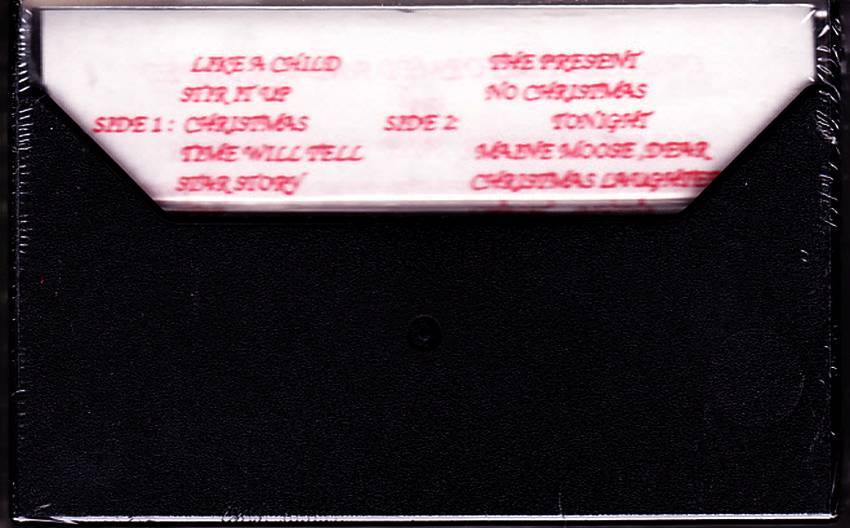 LIKE A CHILD
STIR IT UP
SIDE 1: CHRISTMAS
TIME WILL TELL
STAR STORY
THE PRESENT
NO CHRISTMAS
SIDE 2 TONIGHT
MAINE MOOSE, DEAR
CHRISTMAS LAUGHTER